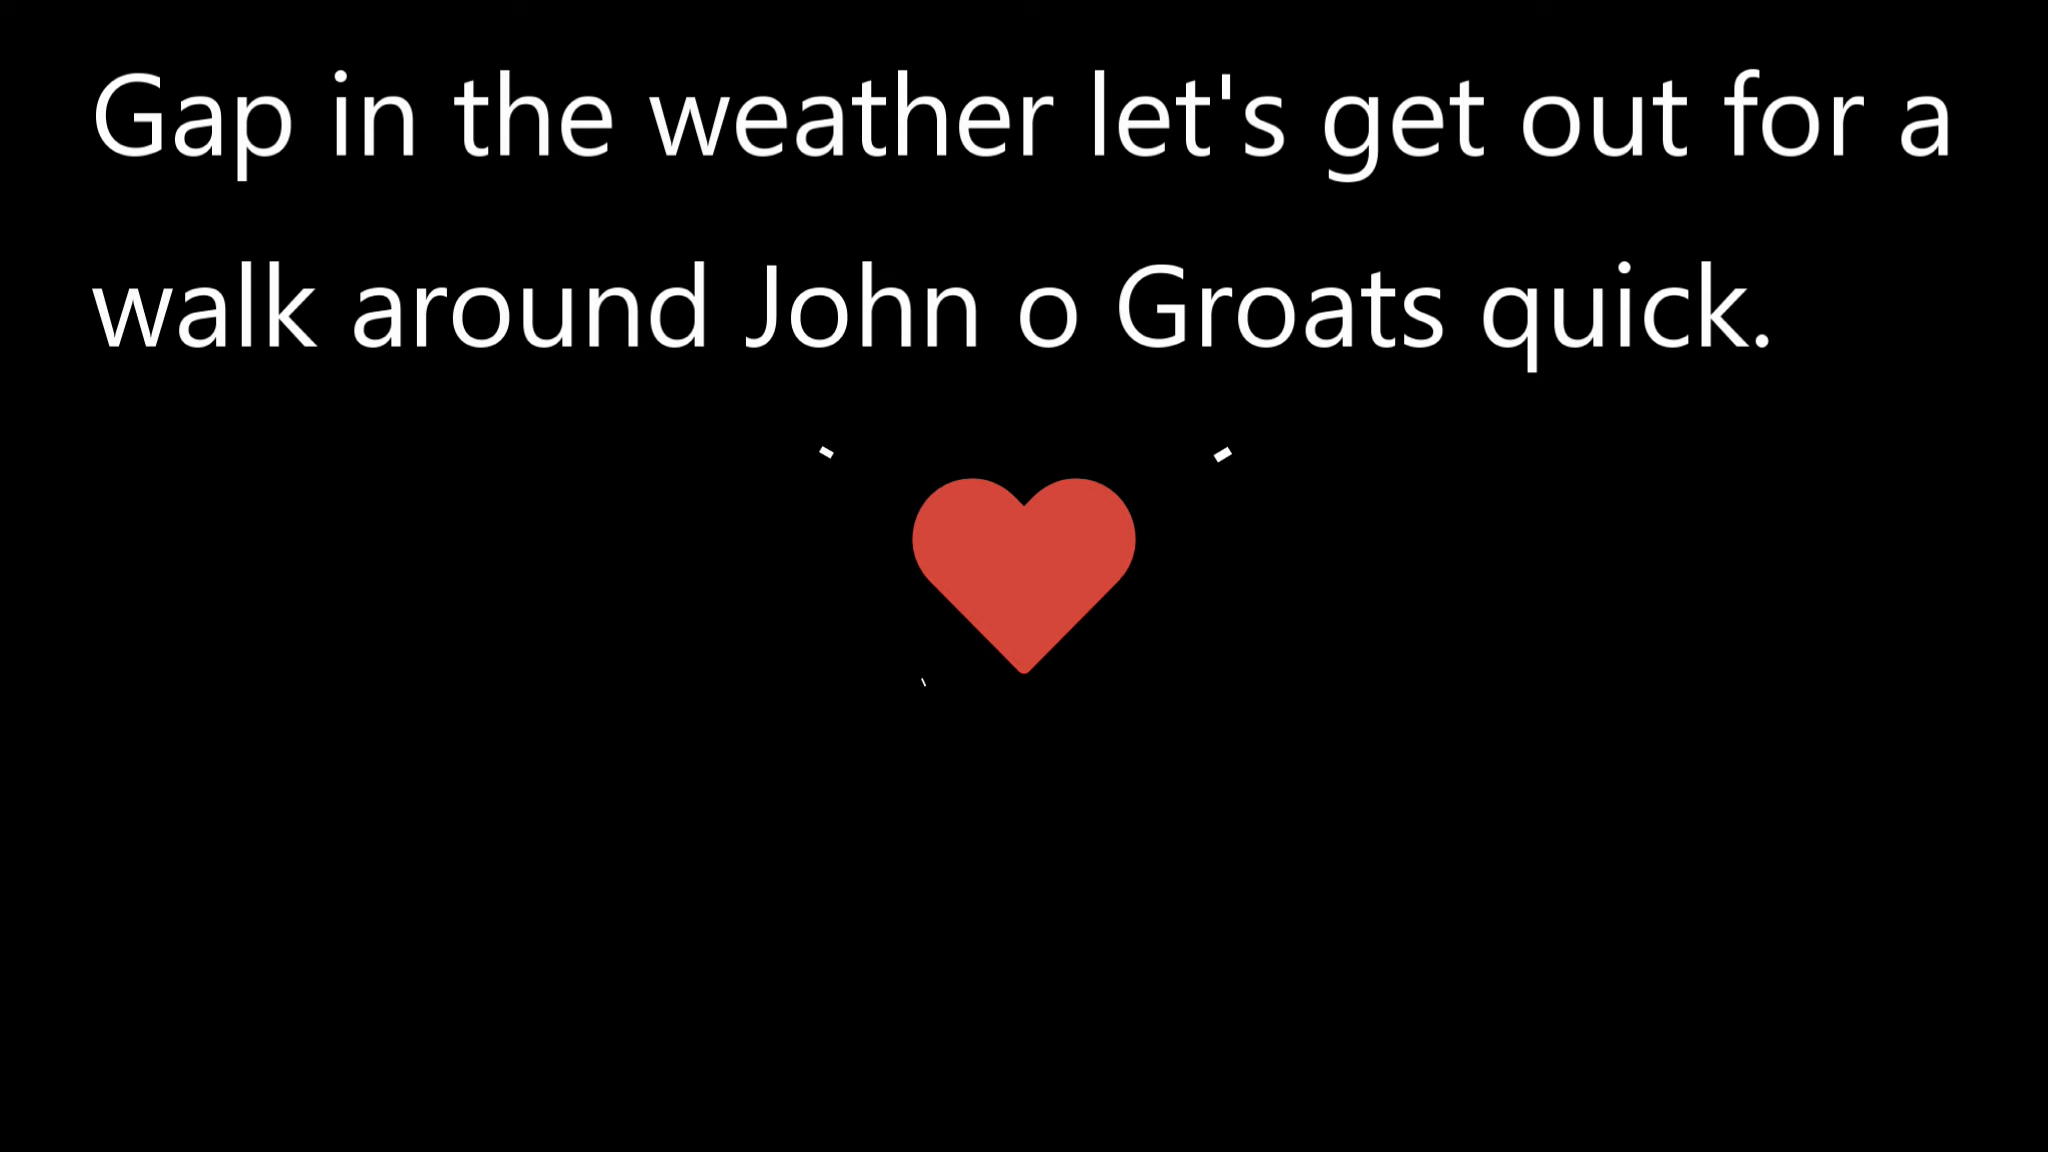 Gap in the weather let's get out for a
walk around John o Groats quick.